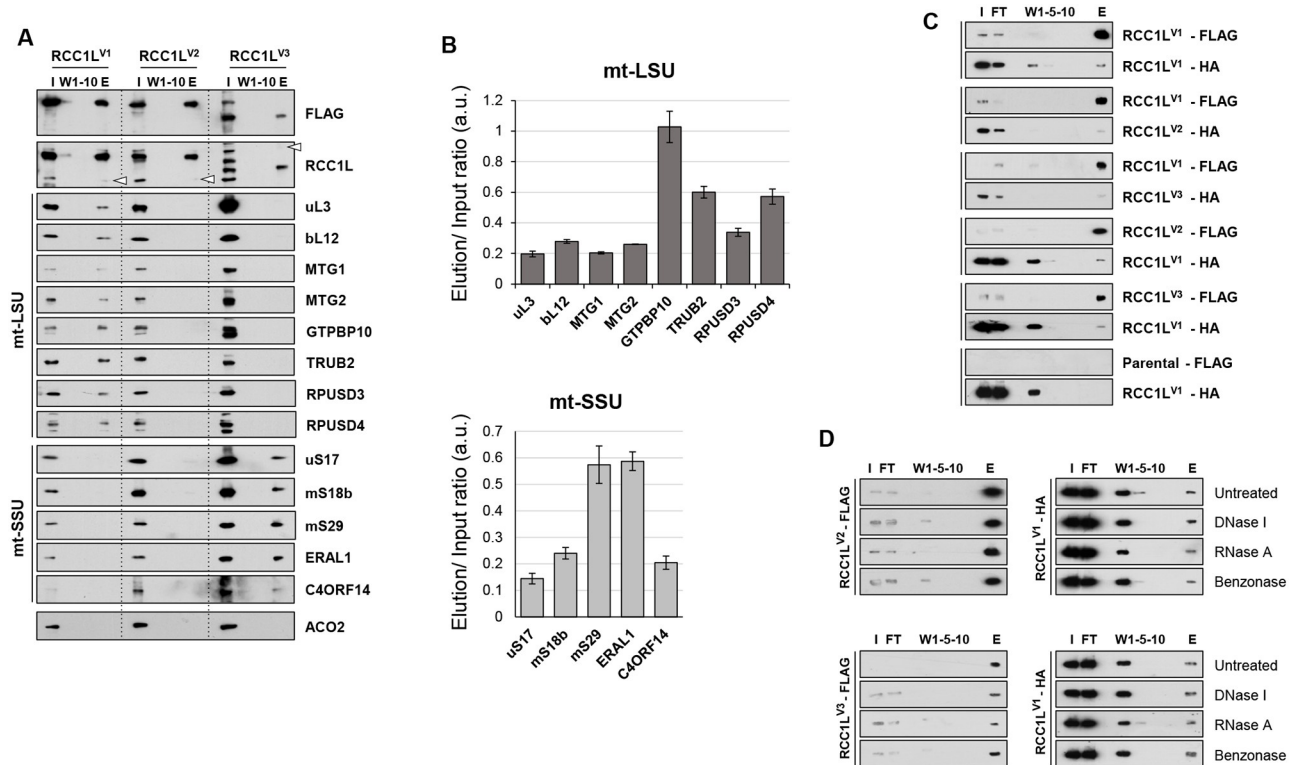 A
RCC1L^V1 RCC1L^V2 RCC1L^V3
I W1-10 E I W1-10 E I W1-10 E
FLAG
RCC1L
mt-LSU
uL3
bL12
MTG1
MTG2
GTPBP10
TRUB2
RPUSD3
RPUSD4
mt-SSU
uS17
mS18b
mS29
ERAL1
C4ORF14
ACO2
B
mt-LSU
Elution/ Input ratio (a.u.)
1.2
1
0.8
0.6
0.4
0.2
0
uL3 bL12 MTG1 MTG2 GTPBP10 TRUB2 RPUSD3 RPUSD4
mt-SSU
Elution/ Input ratio (a.u.)
0.7
0.6
0.5
0.4
0.3
0.2
0.1
0
uS17 mS18b mS29 ERAL1 C4ORF14
C
I FT W1-5-10 E
RCC1L^V1 - FLAG
RCC1L^V1 - HA
RCC1L^V1 - FLAG
RCC1L^V2 - HA
RCC1L^V1 - FLAG
RCC1L^V3 - HA
RCC1L^V2 - FLAG
RCC1L^V1 - HA
RCC1L^V3 - FLAG
RCC1L^V1 - HA
Parental - FLAG
RCC1L^V1 - HA
D
I FT W1-5-10 E I FT W1-5-10 E
RCC1L^V2 - FLAG
RCC1L^V1 - HA
Untreated
DNase I
RNase A
Benzonase
I FT W1-5-10 E I FT W1-5-10 E
RCC1L^V3 - FLAG
RCC1L^V1 - HA
Untreated
DNase I
RNase A
Benzonase